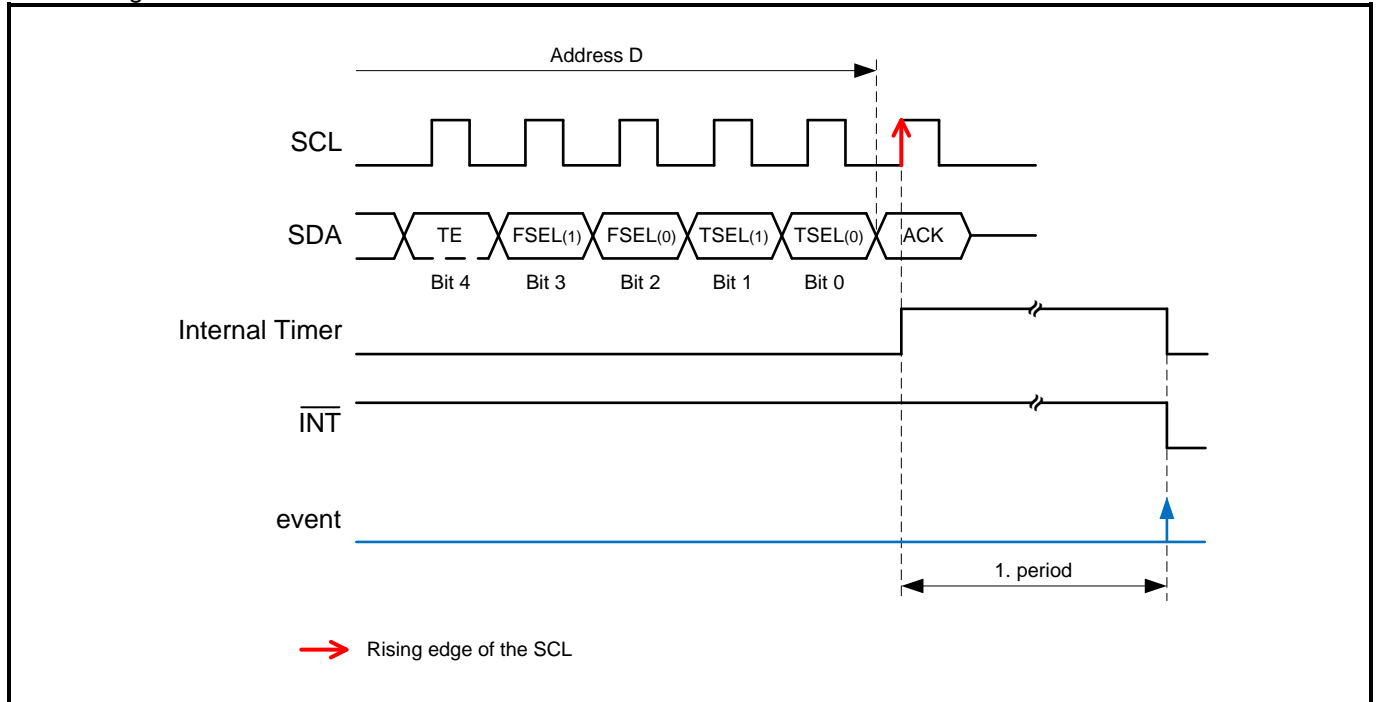 Address D
SCL
SDA
TE FSEL(1) FSEL(0) TSEL(1) TSEL(0) ACK
Bit 4 Bit 3 Bit 2 Bit 1 Bit 0
Internal Timer
INT
event
1. period
Rising edge of the SCL